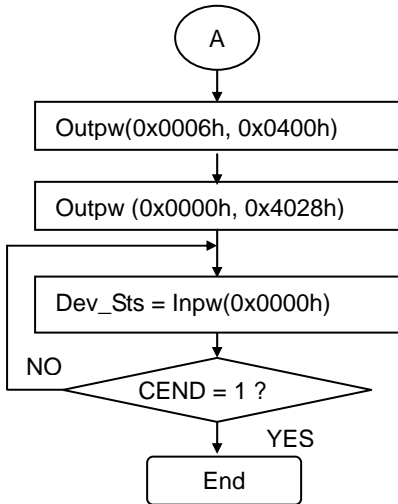 A
Outpw(0x0006h, 0x0400h)
Outpw (0x0000h, 0x4028h)
Dev_Sts = Inpw(0x0000h)
NO
CEND = 1 ?
YES
End